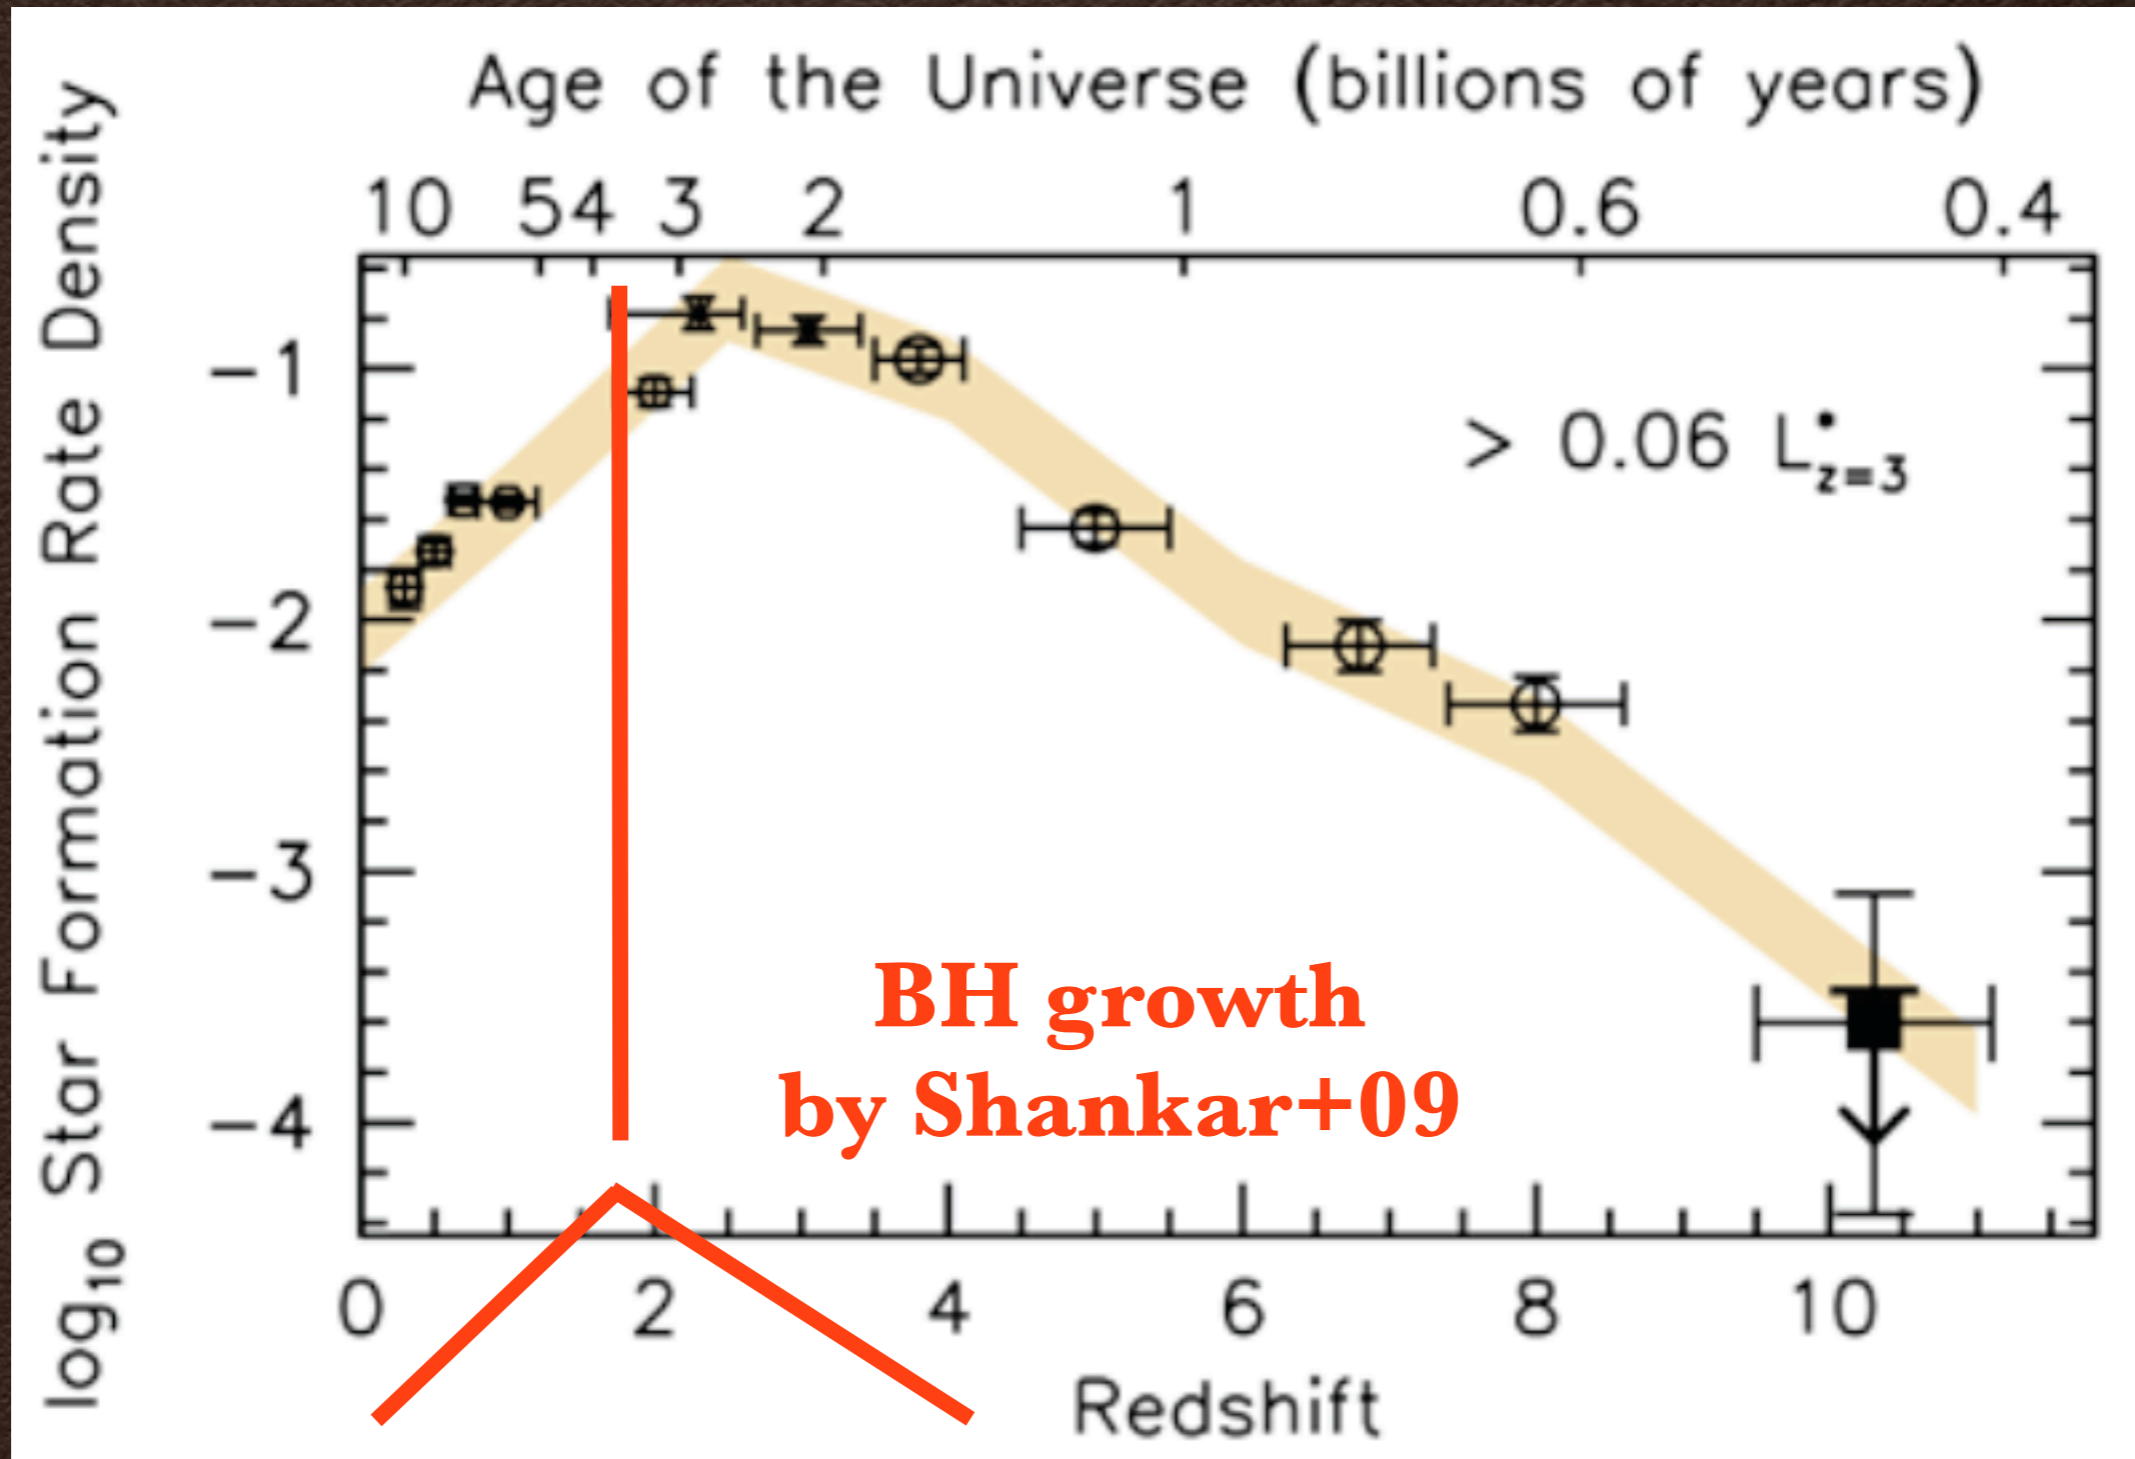 Age of the Universe (billions of years)
10 5 4 3 2 1 0.6 0.4
log10 Star Formation Rate Density
-1
> 0.06 L*z=3
-2
-3
BH growth
by Shankar+09
-4
0 2 4 6 8 10
Redshift